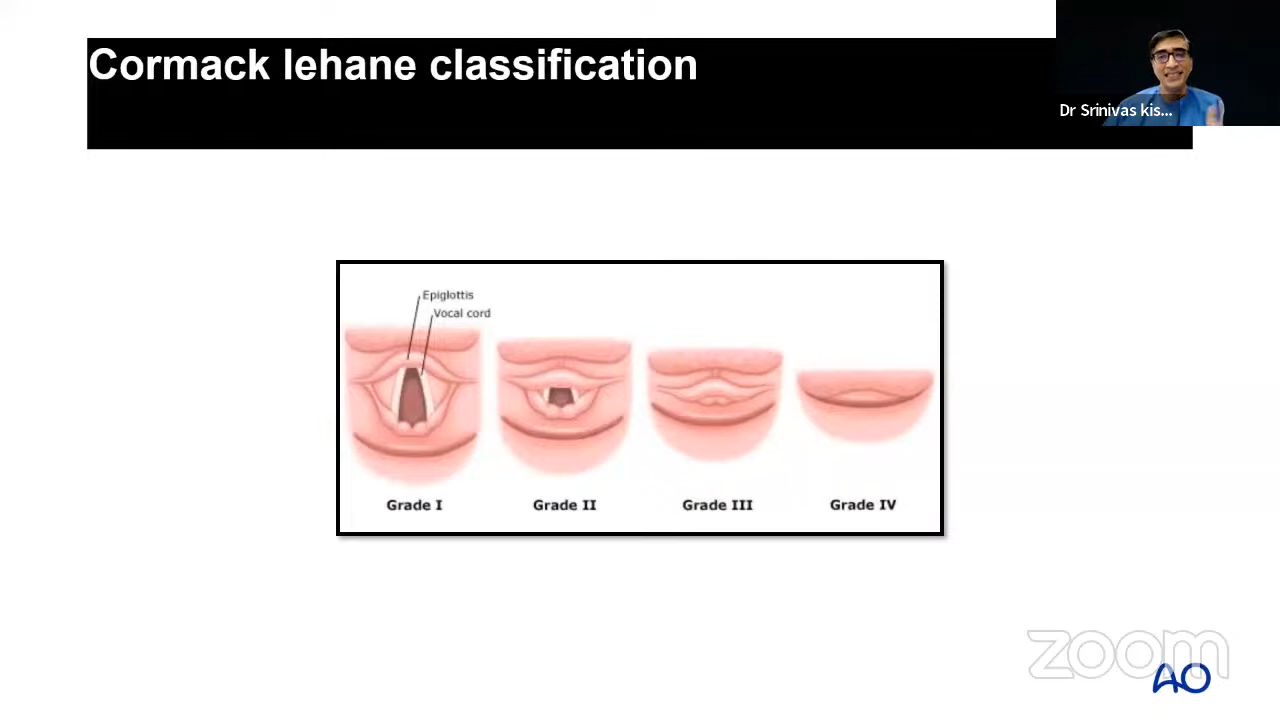 Cormack lehane classification
Dr Srinivas kis...
Epiglottis
Vocal cord
Grade I
Grade II
Grade III
Grade IV
zoom
AO